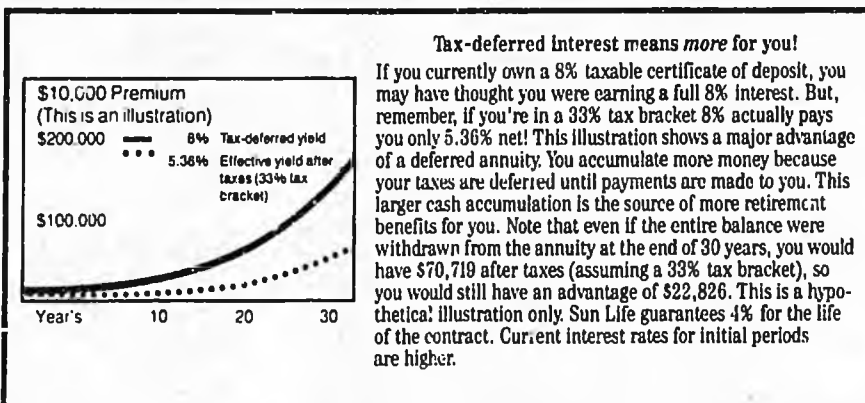 Tax-deferred interest means more for you!
If you currently own a 8% taxable certificate of deposit, you
may have thought you were earning a full 8% interest. But,
remember, if you're in a 33% tax bracket 8% actually pays
you only 5.36% net! This illustration shows a major advantage
of a deferred annuity. You accumulate more money because
your taxes are deferred until payments are made to you. This
larger cash accumulation is the source of more retirement
benefits for you. Note that even if the entire balance were
withdrawn from the annuity at the end of 30 years, you would
have $70,719 after taxes (assuming a 33% tax bracket), so
you would still have an advantage of $22,826. This is a hypo-
thetical illustration only. Sun Life guarantees 4% for the life
of the contract. Current interest rates for initial periods
are higher.
$10,000 Premium
(This is an illustration)
$200.000 8% Tax-deferred yield
5.36% Effective yield after
taxes (33% tax
bracket)
$100.000
Year's 10 20 30